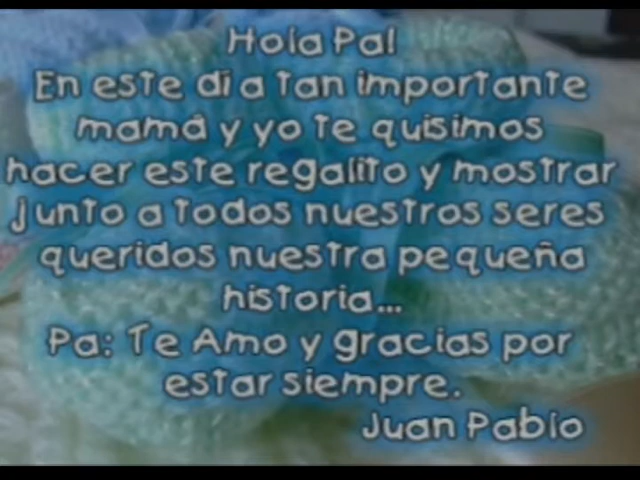 Hola Pa!
En este día tan importante
mamá y yo te quisimos
hacer este regalito y mostrar
junto a todos nuestros seres
queridos nuestra pequeña
historia...
Pa: Te Amo y gracias por
estar siempre.
Juan Pablo